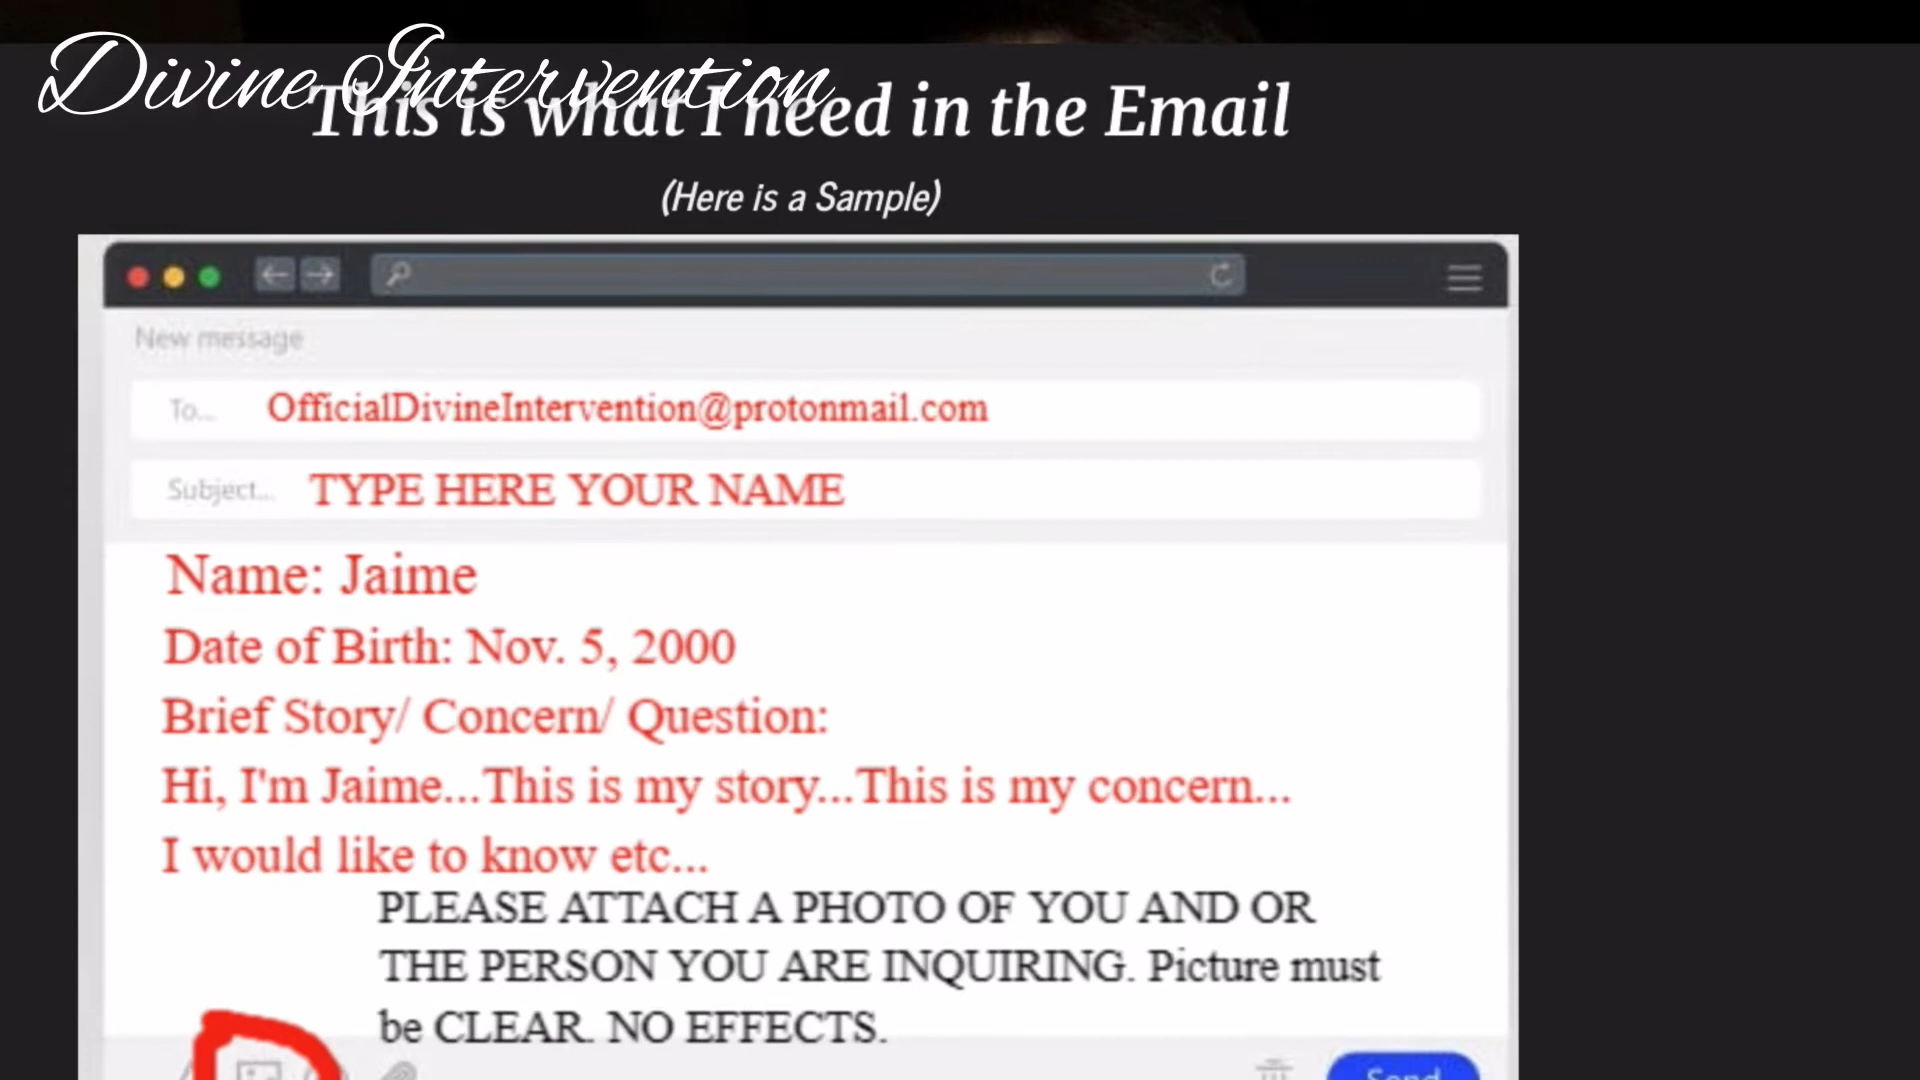 Divine Intervention
This is what I need in the Email
(Here is a Sample)
New message
To... OfficialDivineIntervention@protonmail.com
Subject... TYPE HERE YOUR NAME
Name: Jaime
Date of Birth: Nov. 5, 2000
Brief Story/ Concern/ Question:
Hi, I'm Jaime...This is my story...This is my concern...
I would like to know etc...
PLEASE ATTACH A PHOTO OF YOU AND OR
THE PERSON YOU ARE INQUIRING. Picture must
be CLEAR. NO EFFECTS.
Send